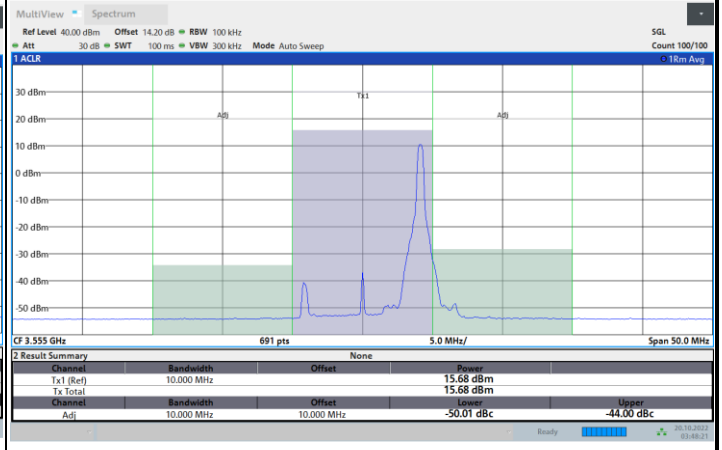 MultiView Spectrum
Ref Level 40.00 dBm Offset 14.20 dB RBW 100 kHz SGL
Att 30 dB SWT 100 ms VBW 300 kHz Mode Auto Sweep Count 100/100
1 ACLR 1Rm Avg
30 dBm
Tx1
20 dBm
Adj Adj
10 dBm
0 dBm
-10 dBm
-20 dBm
-30 dBm
-40 dBm
-50 dBm
CF 3.555 GHz 691 pts 5.0 MHz/ Span 50.0 MHz
2 Result Summary None
Channel Bandwidth Offset Power
Tx1 (Ref) 10.000 MHz 15.68 dBm
Tx Total 15.68 dBm
Channel Bandwidth Offset Lower Upper
Adj 10.000 MHz 10.000 MHz -50.01 dBc -44.00 dBc
Ready 20.10.2022
03:48:21